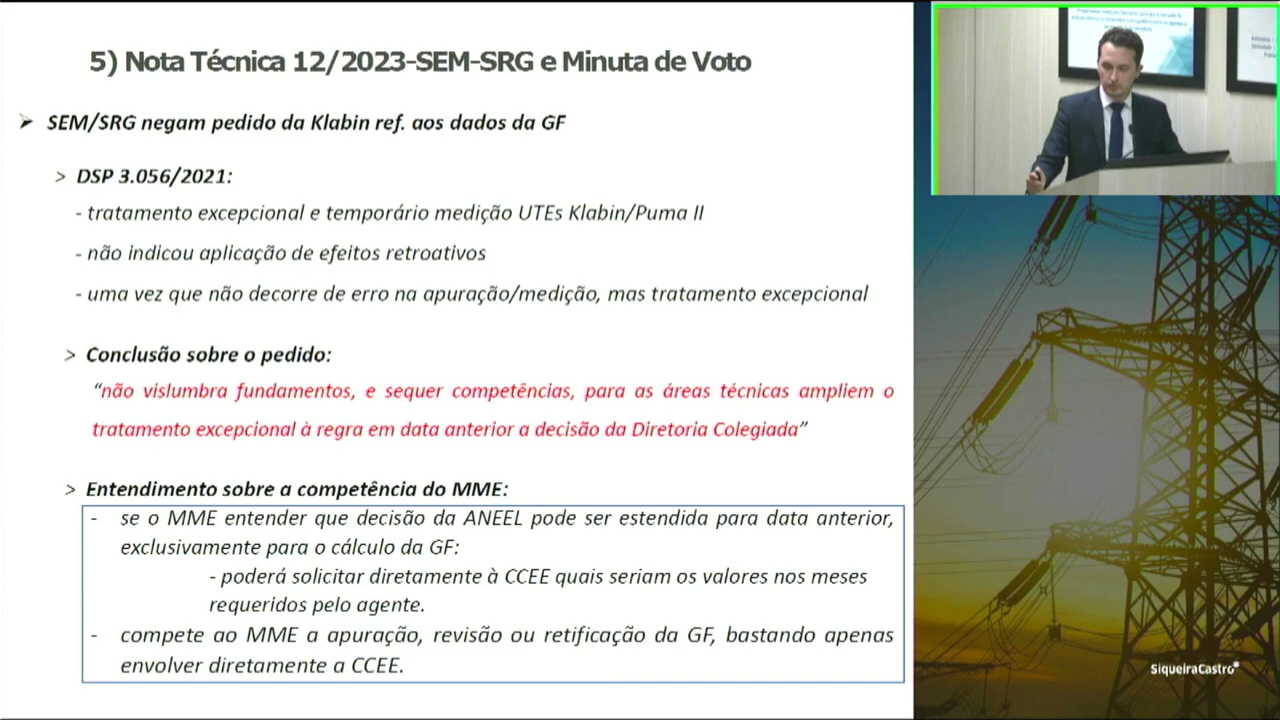 5) Nota Técnica 12/2023-SEM-SRG e Minuta de Voto
➢ SEM/SRG negam pedido da Klabin ref. aos dados da GF
> DSP 3.056/2021:
- tratamento excepcional e temporário medição UTEs Klabin/Puma II
- não indicou aplicação de efeitos retroativos
- uma vez que não decorre de erro na apuração/medição, mas tratamento excepcional
> Conclusão sobre o pedido:
“não vislumbra fundamentos, e sequer competências, para as áreas técnicas ampliem o
tratamento excepcional à regra em data anterior a decisão da Diretoria Colegiada”
> Entendimento sobre a competência do MME:
- se o MME entender que decisão da ANEEL pode ser estendida para data anterior,
exclusivamente para o cálculo da GF:
- poderá solicitar diretamente à CCEE quais seriam os valores nos meses
requeridos pelo agente.
- compete ao MME a apuração, revisão ou retificação da GF, bastando apenas
envolver diretamente a CCEE.
SiqueiraCastro*